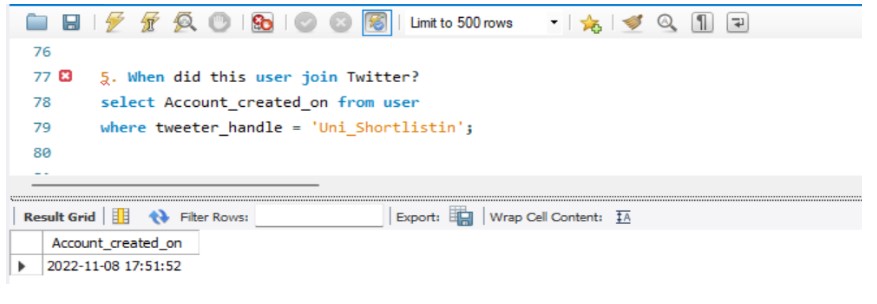 Limit to 500 rows
76
77 5. When did this user join Twitter?
78 select Account_created_on from user
79 where tweeter_handle = 'Uni_Shortlistin';
80
Result Grid Filter Rows: Export: Wrap Cell Content: IA
Account_created_on
2022-11-08 17:51:52